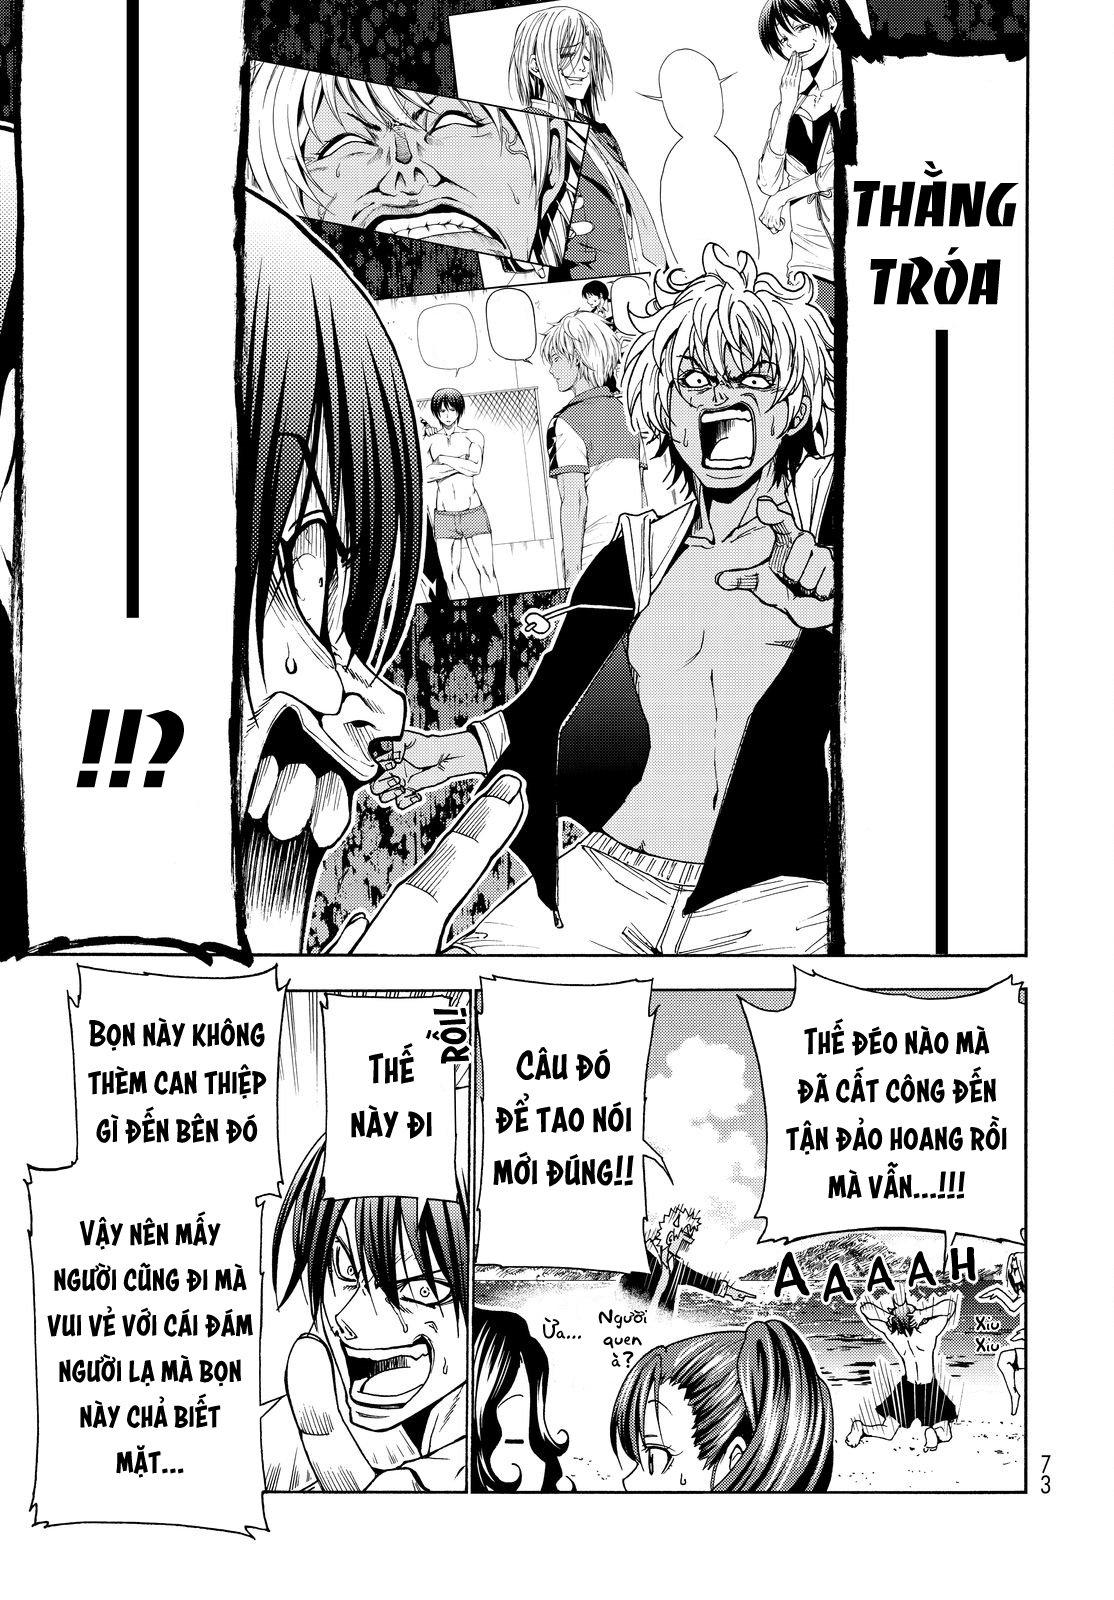 THẰNG
TRÓA
!!!?
THẾ ĐÉO NÀO MÀ
ĐÃ CẤT CÔNG ĐẾN
TẬN ĐẢO HOANG RỒI
MÀ VẪN...!!!
AAAAAH
Xỉu
Xỉu
CÂU ĐÓ
ĐỂ TAO NÓI
MỚI ĐÚNG!!
Người
quen
à?
Ừa...
RỒI!
THẾ
NÀY ĐI
BỌN NÀY KHÔNG
THÈM CAN THIỆP
GÌ ĐẾN BÊN ĐÓ
VẬY NÊN MẤY
NGƯỜI CŨNG ĐI MÀ
VUI VẺ VỚI CÁI ĐÁM
NGƯỜI LẠ MÀ BỌN
NÀY CHẢ BIẾT
MẶT...
73